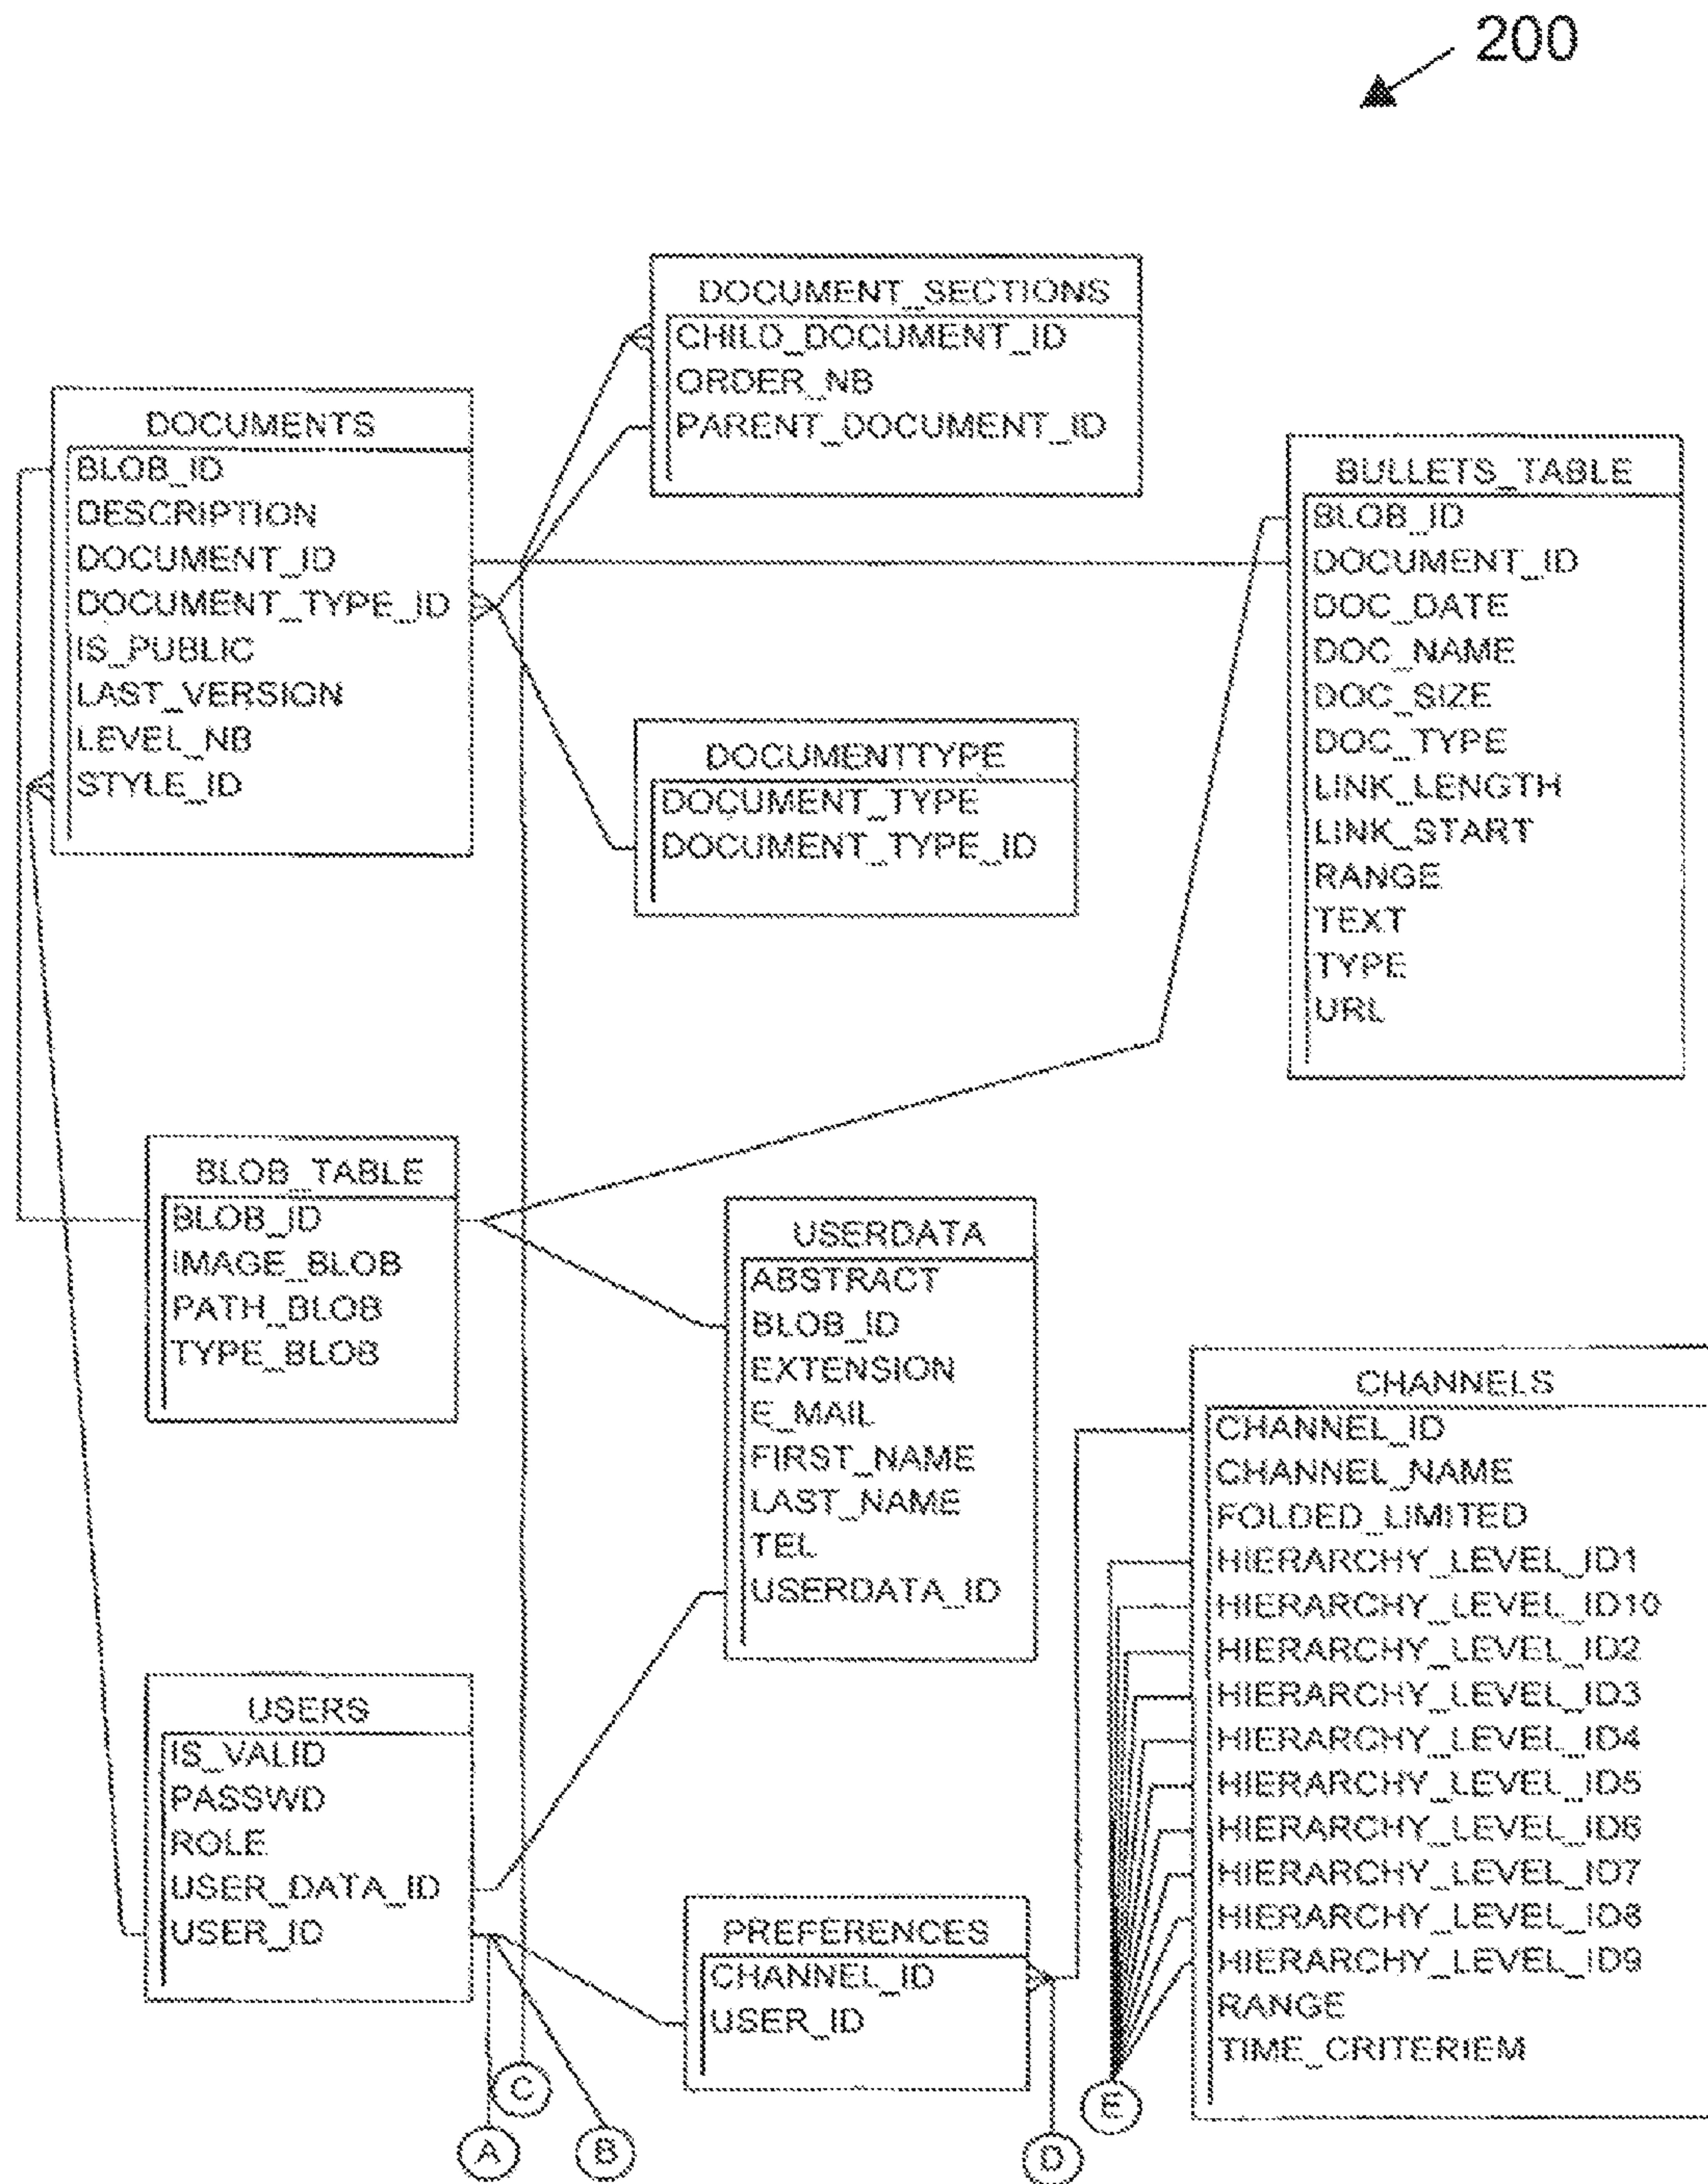 200
DOCUMENT_SECTIONS
CHILD_DOCUMENT_ID
ORDER_NB
PARENT_DOCUMENT_ID
DOCUMENTS
BLOB_ID
DESCRIPTION
DOCUMENT_ID
DOCUMENT_TYPE_ID
IS_PUBLIC
LAST_VERSION
LEVEL_NB
STYLE_ID
BULLETS_TABLE
BLOB_ID
DOCUMENT_ID
DOC_DATE
DOC_NAME
DOC_SIZE
DOC_TYPE
LINK_LENGTH
LINK_START
RANGE
TEXT
TYPE
URL
DOCUMENTTYPE
DOCUMENT_TYPE
DOCUMENT_TYPE_ID
BLOB_TABLE
BLOB_ID
IMAGE_BLOB
PATH_BLOB
TYPE_BLOB
USERDATA
ABSTRACT
BLOB_ID
EXTENSION
E_MAIL
FIRST_NAME
LAST_NAME
TEL
USERDATA_ID
CHANNELS
CHANNEL_ID
CHANNEL_NAME
FOLDED_LIMITED
HIERARCHY_LEVEL_ID1
HIERARCHY_LEVEL_ID10
HIERARCHY_LEVEL_ID2
HIERARCHY_LEVEL_ID3
HIERARCHY_LEVEL_ID4
HIERARCHY_LEVEL_ID5
HIERARCHY_LEVEL_ID6
HIERARCHY_LEVEL_ID7
HIERARCHY_LEVEL_ID8
HIERARCHY_LEVEL_ID9
RANGE
TIME_CRITERIEM
USERS
IS_VALID
PASSWD
ROLE
USER_DATA_ID
USER_ID
PREFERENCES
CHANNEL_ID
USER_ID
C
E
A
B
D